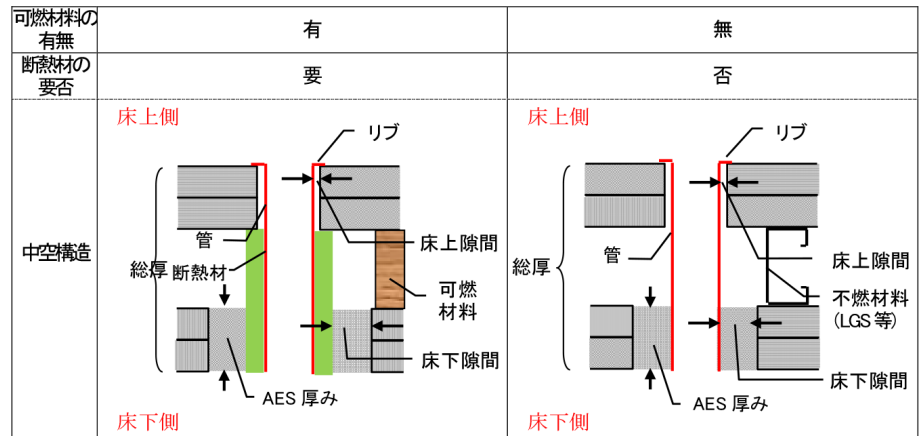 可燃材料の
有無
有
無
断熱材の
要否
要
否
中空構造
床上側
リブ
管
総厚
断熱材
床上隙間
可燃
材料
床下隙間
AES 厚み
床下側
床上側
リブ
管
総厚
床上隙間
不燃材料
(LGS 等)
床下隙間
AES 厚み
床下側